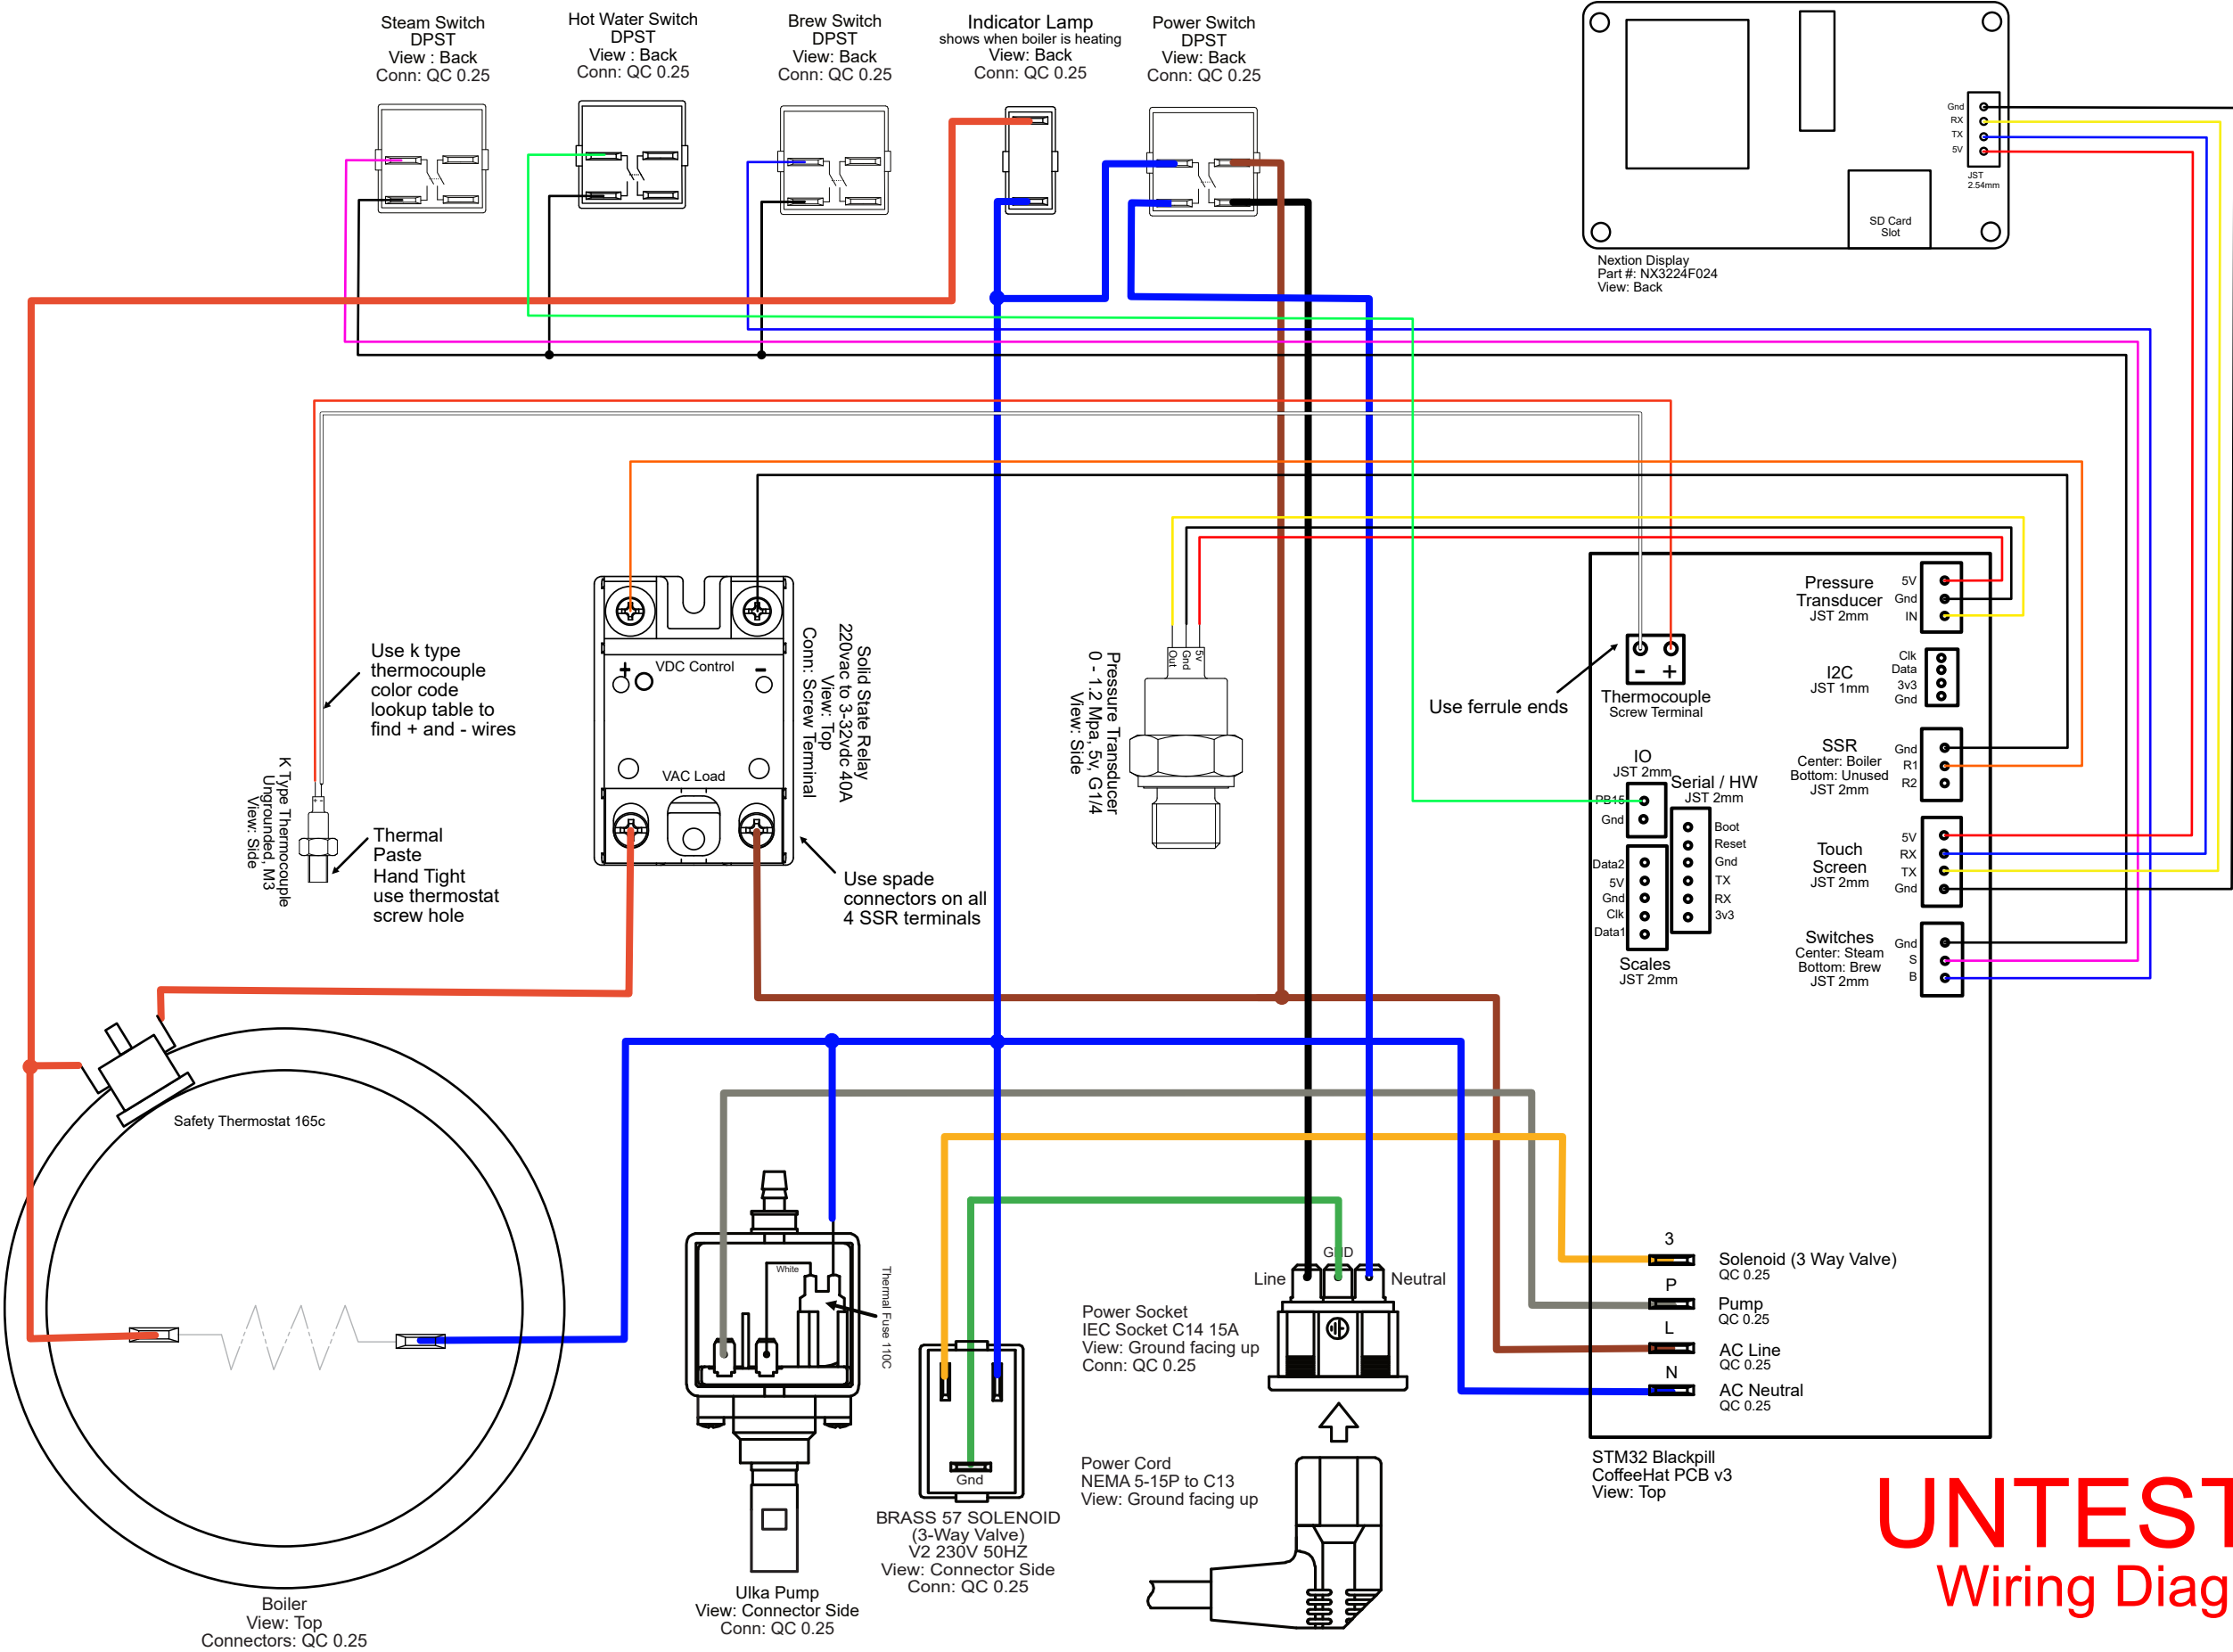 Steam Switch
DPST
View : Back
Conn: QC 0.25
Hot Water Switch
DPST
View : Back
Conn: QC 0.25
Brew Switch
DPST
View: Back
Conn: QC 0.25
Indicator Lamp
shows when boiler is heating
View: Back
Conn: QC 0.25
Power Switch
DPST
View: Back
Conn: QC 0.25
Gnd
RX
TX
5V
JST
2.54mm
SD Card
Slot
Nextion Display
Part #: NX3224F024
View: Back
Use k type
thermocouple
color code
lookup table to
find + and - wires
K Type Thermocouple
Ungrounded, M3
View: Side
Thermal
Paste
Hand Tight
use thermostat
screw hole
+ VDC Control -
VAC Load
Solid State Relay
220vac to 3-32vdc 40A
View: Top
Conn: Screw Terminal
Use spade
connectors on all
4 SSR terminals
Out
Gnd
5v
Pressure Transducer
0 - 1.2 Mpa, 5v, G1/4
View: Side
Use ferrule ends
- +
Thermocouple
Screw Terminal
Pressure
Transducer
JST 2mm
5V
Gnd
IN
I2C
JST 1mm
Clk
Data
3v3
Gnd
SSR
Center: Boiler
Bottom: Unused
JST 2mm
Gnd
R1
R2
IO
JST 2mm
PB15
Gnd
Serial / HW
JST 2mm
Boot
Reset
Gnd
TX
RX
3v3
Data2
5V
Gnd
Clk
Data1
Scales
JST 2mm
Touch
Screen
JST 2mm
5V
RX
TX
Gnd
Switches
Center: Steam
Bottom: Brew
JST 2mm
Gnd
S
B
Safety Thermostat 165c
Boiler
View: Top
Connectors: QC 0.25
White
Thermal Fuse 110C
Ulka Pump
View: Connector Side
Conn: QC 0.25
Gnd
BRASS 57 SOLENOID
(3-Way Valve)
V2 230V 50HZ
View: Connector Side
Conn: QC 0.25
Line
GND
Neutral
Power Socket
IEC Socket C14 15A
View: Ground facing up
Conn: QC 0.25
Power Cord
NEMA 5-15P to C13
View: Ground facing up
3
Solenoid (3 Way Valve)
QC 0.25
P
Pump
QC 0.25
L
AC Line
QC 0.25
N
AC Neutral
QC 0.25
STM32 Blackpill
CoffeeHat PCB v3
View: Top
UNTEST
Wiring Diag